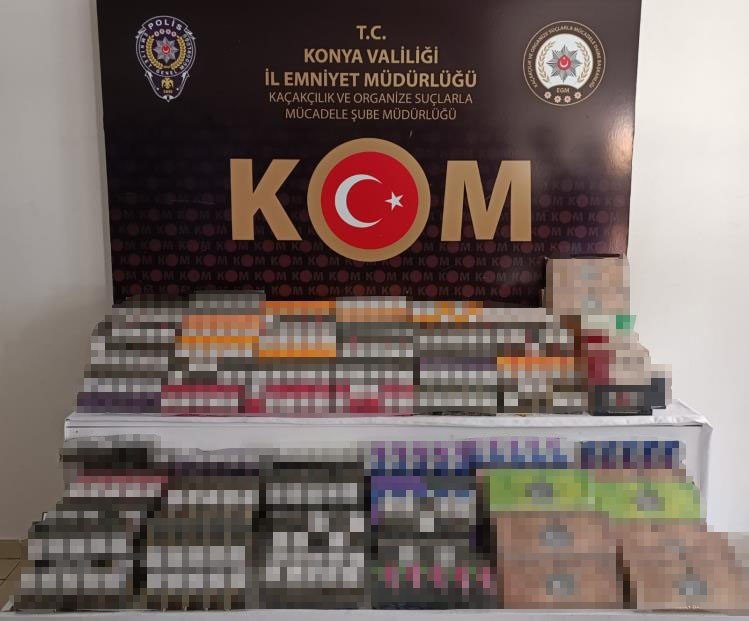 T.C.
KONYA VALİLİĞİ
İL EMNİYET MÜDÜRLÜĞÜ
KAÇAKÇILIK VE ORGANİZE SUÇLARLA
MÜCADELE ŞUBE MÜDÜRLÜĞÜ
POLİS
EGM
KOM